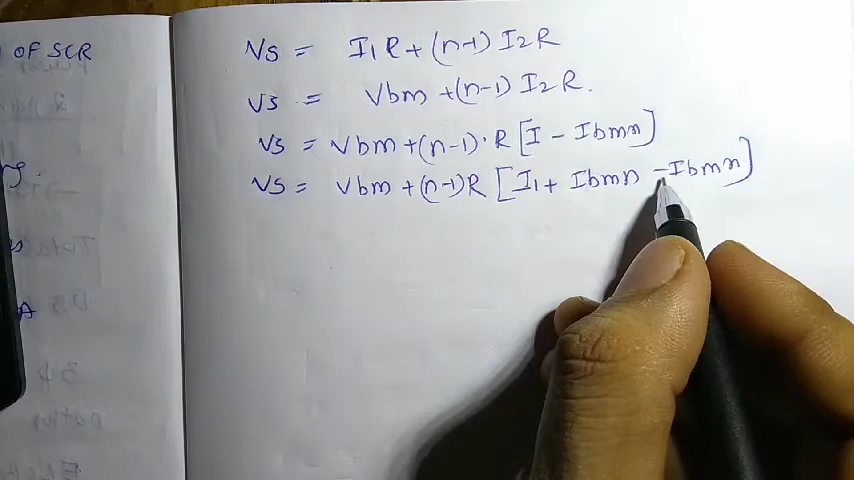 OF SCR
VS = I1 R + (n-1) I2 R
VS = Vbm + (n-1) I2 R.
VS = Vbm + (n-1) · R [I - Ibmn]
VS = Vbm + (n-1) R [I1 + Ibmn - Ibmn]